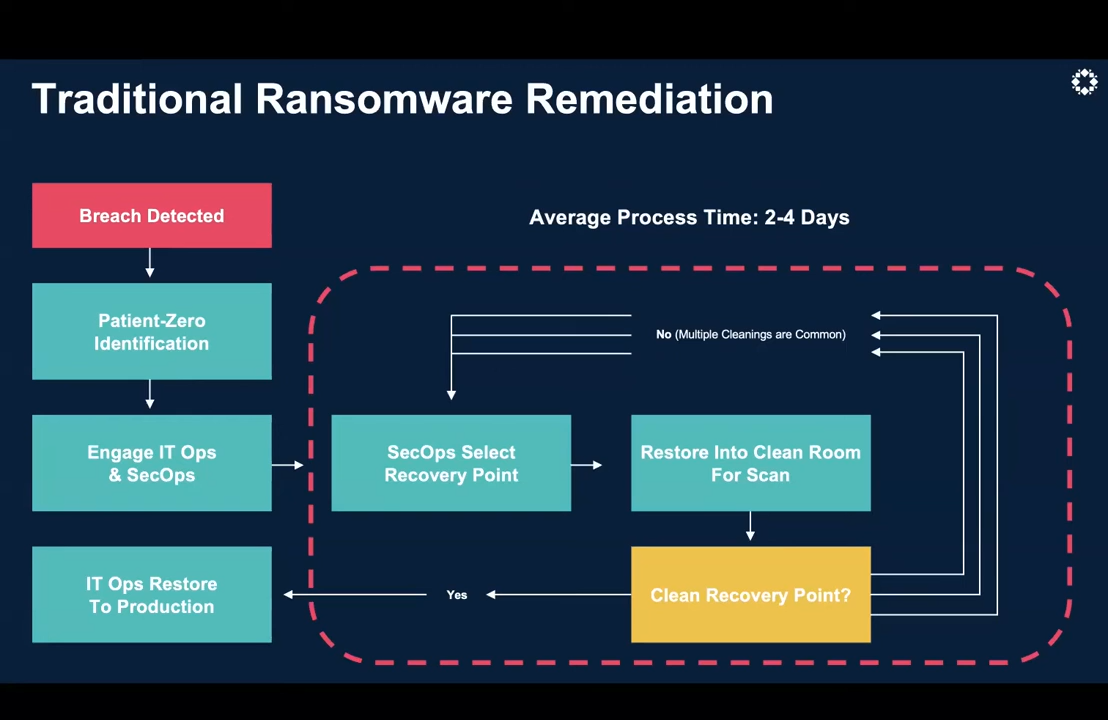 Traditional Ransomware Remediation
Breach Detected
Average Process Time: 2-4 Days
Patient-Zero
Identification
No (Multiple Cleanings are Common)
Engage IT Ops
& SecOps
SecOps Select
Recovery Point
Restore Into Clean Room
For Scan
IT Ops Restore
To Production
Yes
Clean Recovery Point?